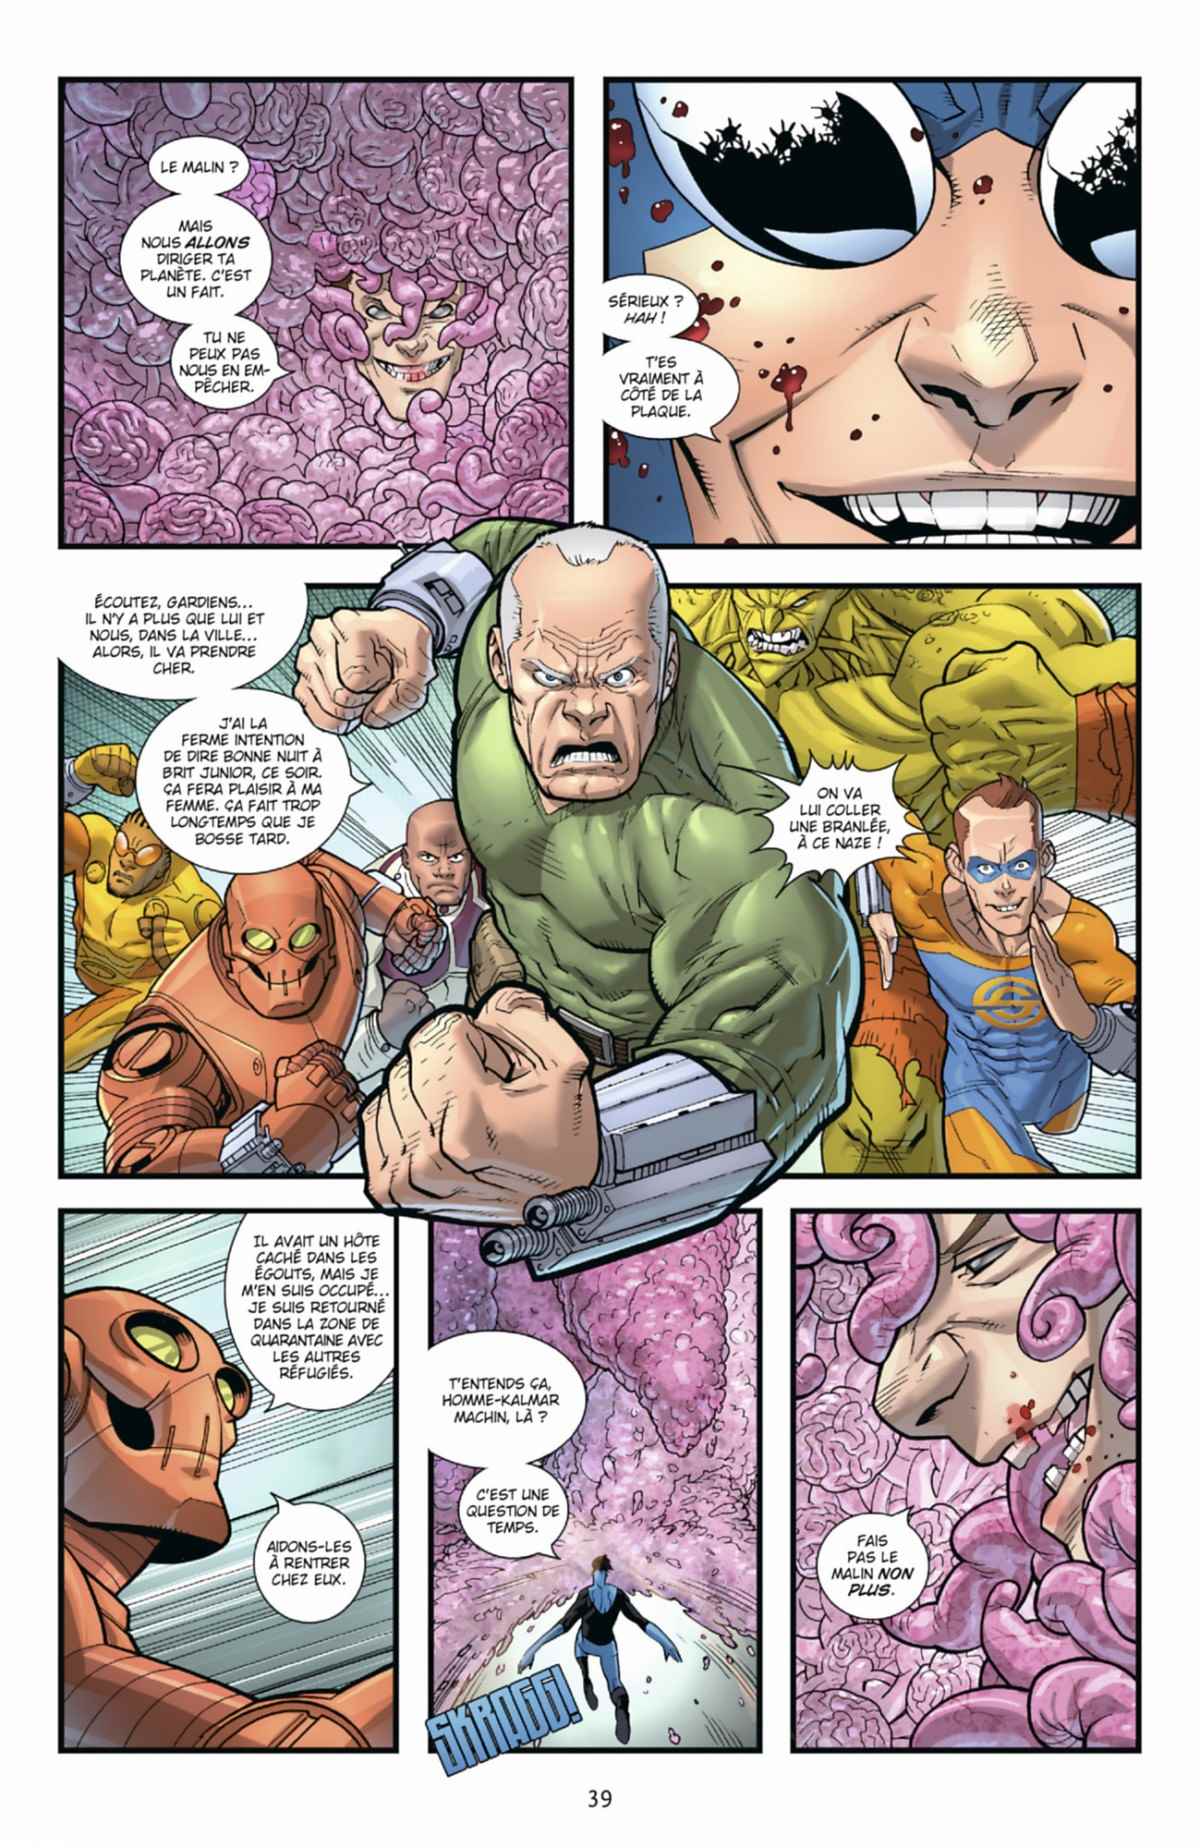 LE MALIN ?
MAIS
NOUS ALLONS
DIRIGER TA
PLANÈTE. C'EST
UN FAIT.
TU NE
PEUX PAS
NOUS EN EM-
PÊCHER.
SÉRIEUX ?
HAH !
T'ES
VRAIMENT À
CÔTÉ DE LA
PLAQUE.
ÉCOUTEZ, GARDIENS...
IL N'Y A PLUS QUE LUI ET
NOUS, DANS LA VILLE...
ALORS, IL VA PRENDRE
CHER.
J'AI LA
FERME INTENTION
DE DIRE BONNE NUIT À
BRIT JUNIOR, CE SOIR.
ÇA FERA PLAISIR À MA
FEMME. ÇA FAIT TROP
LONGTEMPS QUE JE
BOSSE TARD.
ON VA
LUI COLLER
UNE BRANLÉE,
À CE NAZE !
IL AVAIT UN HÔTE
CACHÉ DANS LES
ÉGOUTS, MAIS JE
M'EN SUIS OCCUPÉ...
JE SUIS RETOURNÉ
DANS LA ZONE DE
QUARANTAINE AVEC
LES AUTRES
RÉFUGIÉS.
AIDONS-LES
À RENTRER
CHEZ EUX.
T'ENTENDS ÇA,
HOMME-KALMAR
MACHIN, LÀ ?
C'EST UNE
QUESTION DE
TEMPS.
SKRUGG!
FAIS
PAS LE
MALIN NON
PLUS.
39